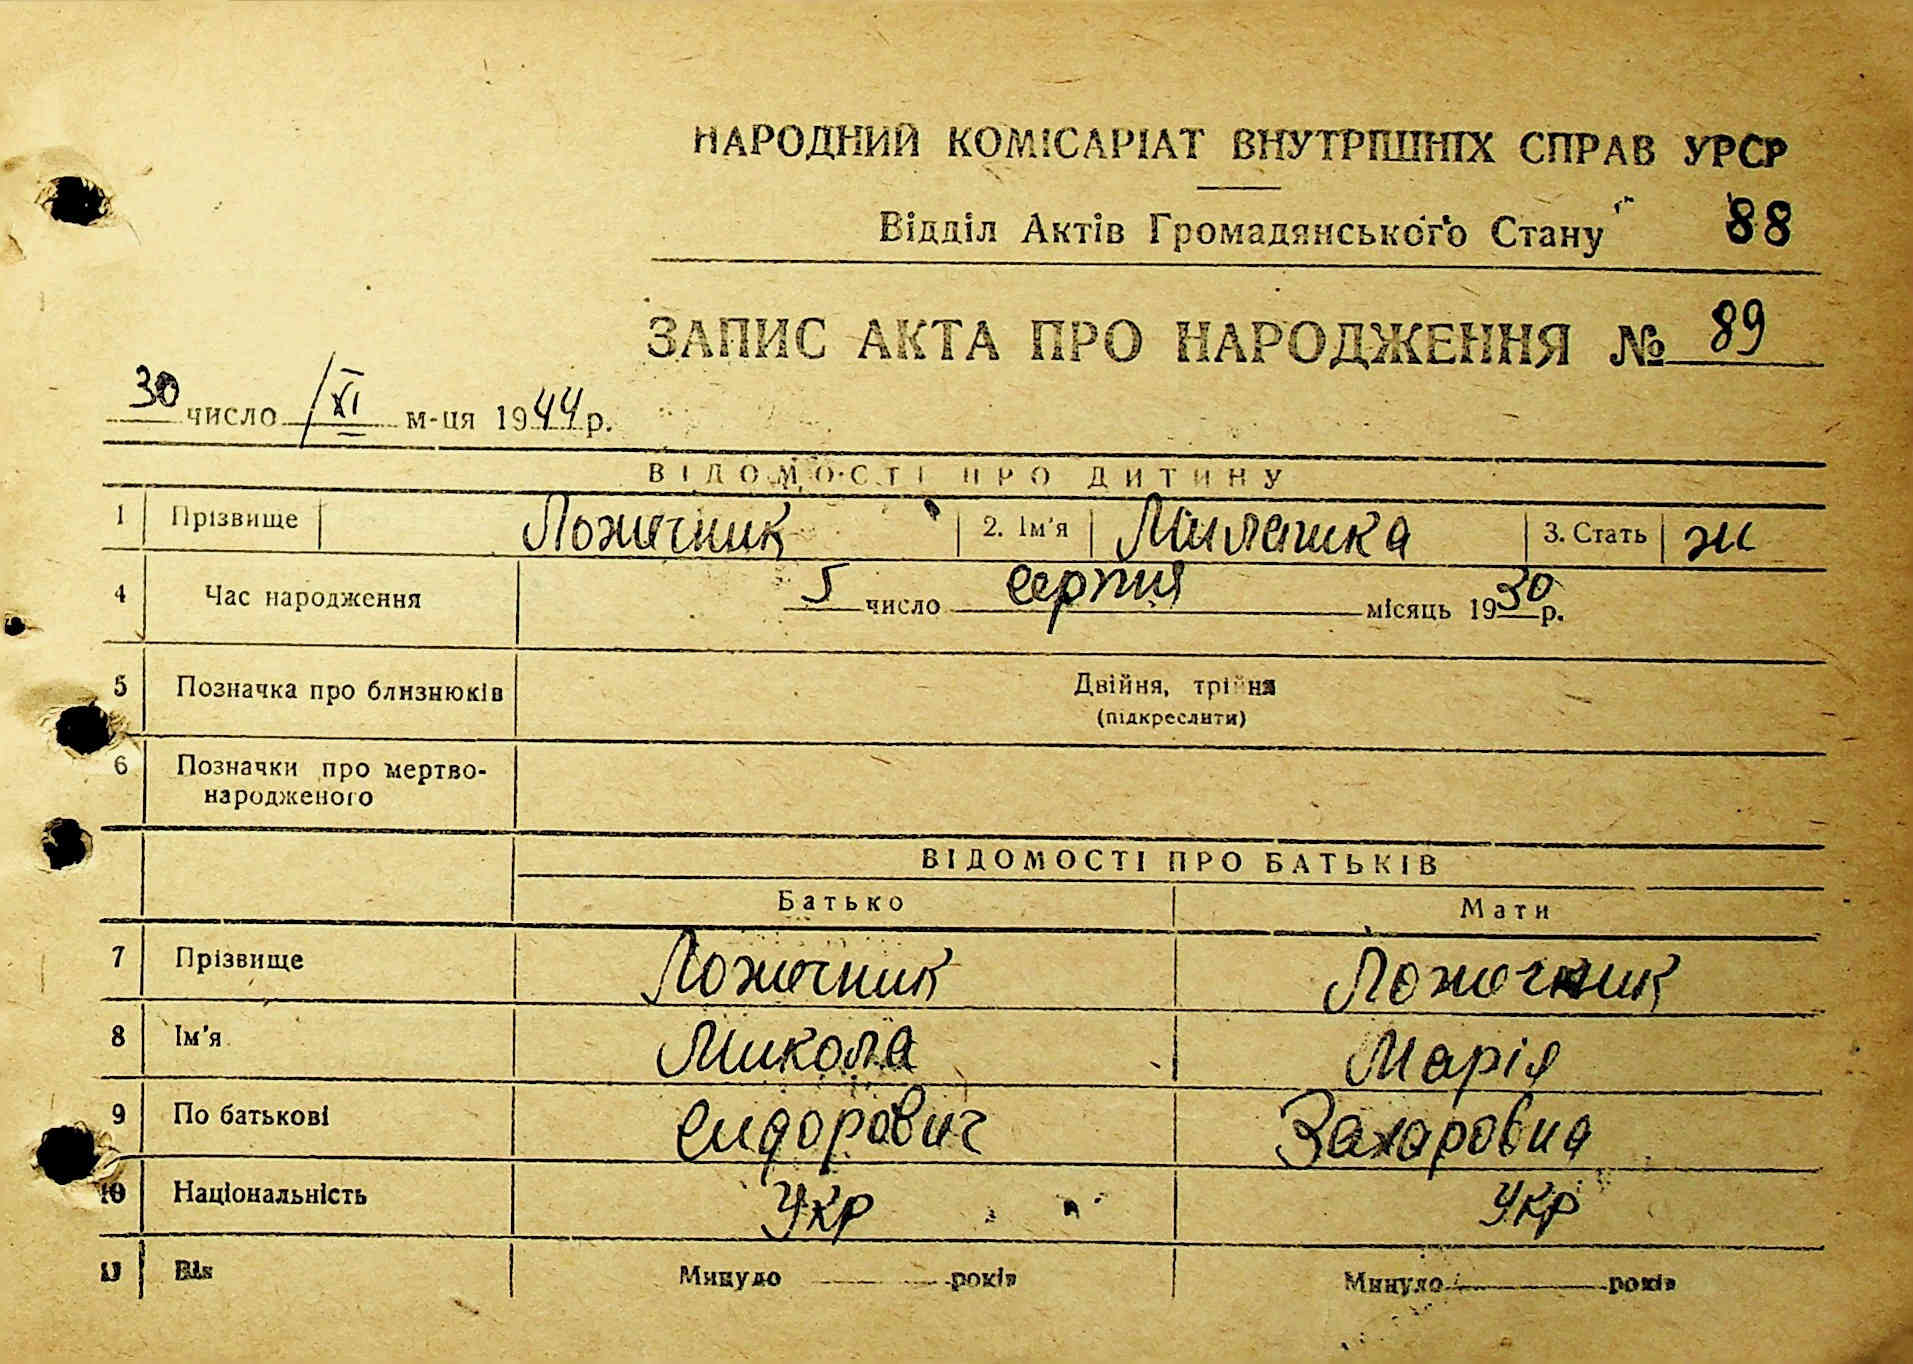 НАРОДНИЙ КОМІСАРІАТ ВНУТРІШНІХ СПРАВ УРСР
Відділ Актів Громадянського Стану 88
ЗАПИС АКТА ПРО НАРОДЖЕННЯ № 89
30 число XI м-ця 1944 р.
ВІДОМОСТІ ПРО ДИТИНУ
1 Прізвище Ложечник 2. Ім'я 3. Стать ж
4 Час народження 5 число серпня місяць 1930 р.
5 Позначка про близнюків Двійня, трійня
(підкреслити)
6 Позначки про мертво-
народженого
ВІДОМОСТІ ПРО БАТЬКІВ
Батько Мати
7 Прізвище Ложечник Ложечник
8 Ім'я Микола Марія
9 По батькові Сидорович Захаровна
10 Національність Укр Укр
11 Вік Минуло років Минуло років